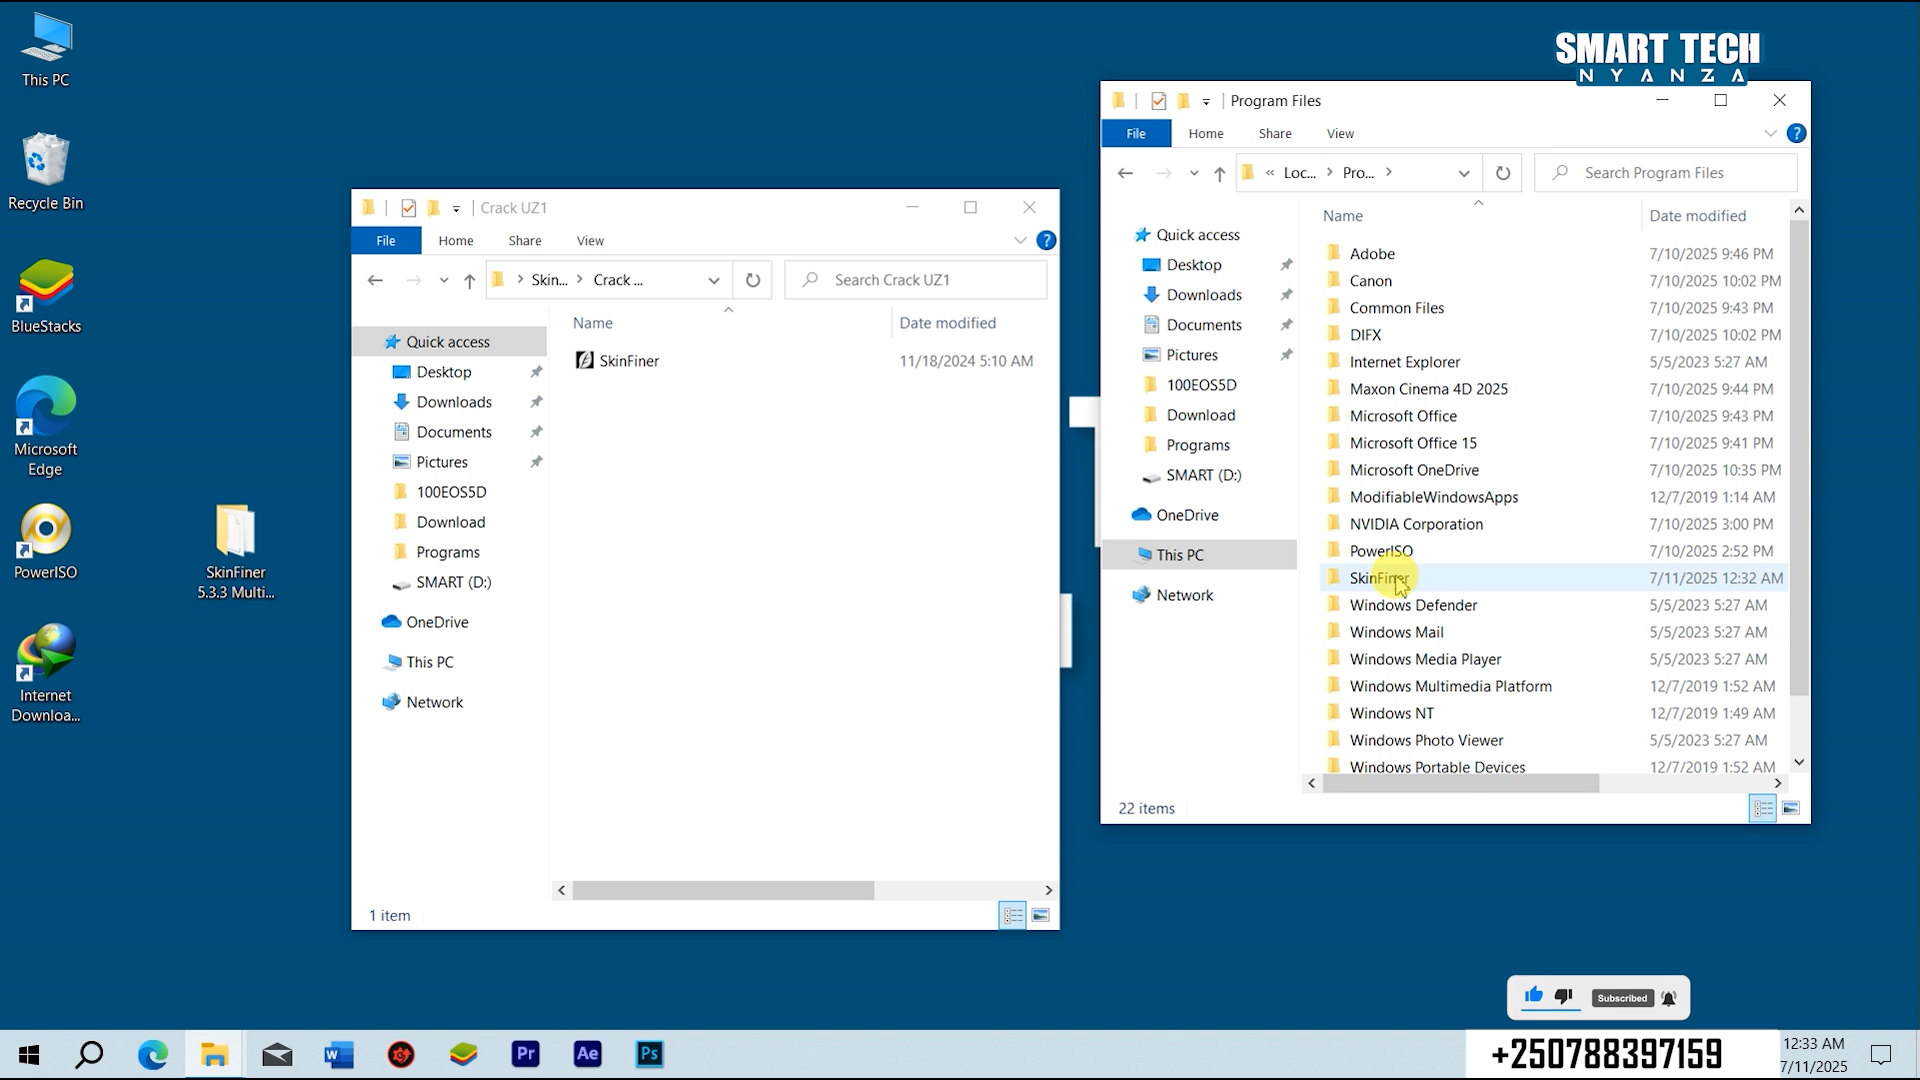 This PC
Recycle Bin
BlueStacks
Microsoft
Edge
PowerISO
Internet
Downloa...
SkinFiner
5.3.3 Multi...
Crack UZ1
File
Home
Share
View
Skin...
Crack ...
Search Crack UZ1
Name
Date modified
Quick access
Desktop
Downloads
Documents
Pictures
100EOS5D
Download
Programs
SMART (D:)
OneDrive
This PC
Network
SkinFiner
11/18/2024 5:10 AM
1 item
SMART TECH
NYANZA
Program Files
File
Home
Share
View
« Loc...
Pro...
Search Program Files
Name
Date modified
Quick access
Desktop
Downloads
Documents
Pictures
100EOS5D
Download
Programs
SMART (D:)
OneDrive
This PC
Network
Adobe 7/10/2025 9:46 PM
Canon 7/10/2025 10:02 PM
Common Files 7/10/2025 9:43 PM
DIFX 7/10/2025 10:02 PM
Internet Explorer 5/5/2023 5:27 AM
Maxon Cinema 4D 2025 7/10/2025 9:44 PM
Microsoft Office 7/10/2025 9:43 PM
Microsoft Office 15 7/10/2025 9:41 PM
Microsoft OneDrive 7/10/2025 10:35 PM
ModifiableWindowsApps 12/7/2019 1:14 AM
NVIDIA Corporation 7/10/2025 3:00 PM
PowerISO 7/10/2025 2:52 PM
SkinFiner 7/11/2025 12:32 AM
Windows Defender 5/5/2023 5:27 AM
Windows Mail 5/5/2023 5:27 AM
Windows Media Player 5/5/2023 5:27 AM
Windows Multimedia Platform 12/7/2019 1:52 AM
Windows NT 12/7/2019 1:49 AM
Windows Photo Viewer 5/5/2023 5:27 AM
Windows Portable Devices 12/7/2019 1:52 AM
22 items
Subscribed
W
Pr
Ae
Ps
+250788397159
12:33 AM
7/11/2025